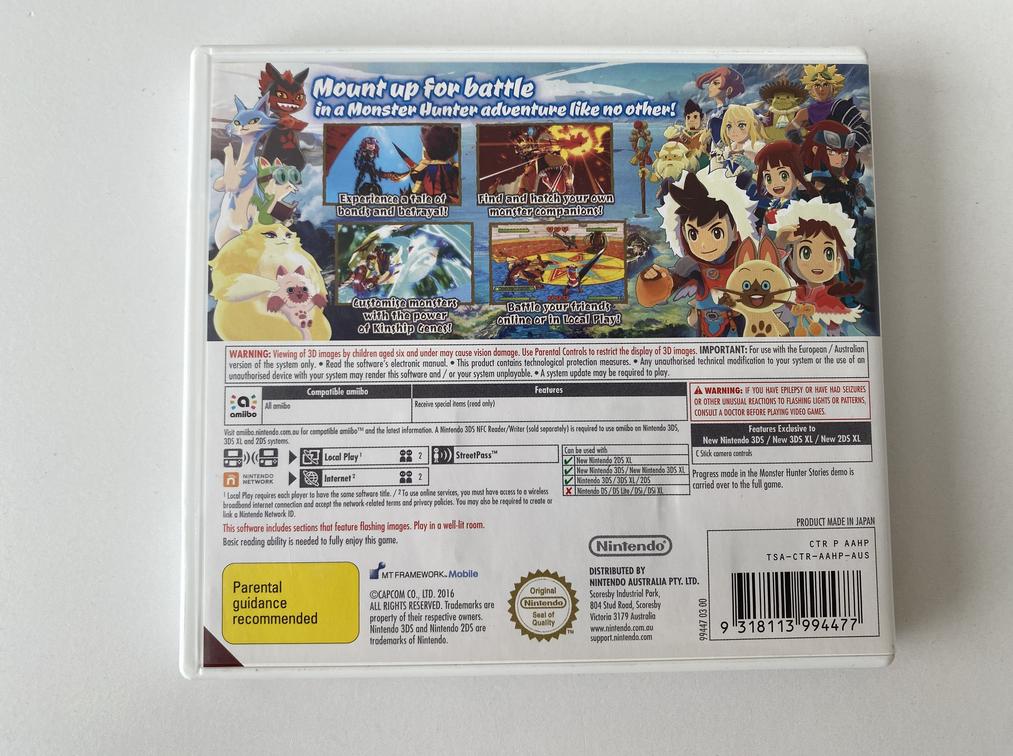 Mount up for battle
in a Monster Hunter adventure like no other!
Experience a tale of
bonds and betrayal!
Find and hatch your own
monster companions!
Customise monsters
with the power
of Kinship Genes!
Battle your friends
online or in Local Play!
WARNING: Viewing of 3D images by children aged six and under may cause vision damage. Use Parental Controls to restrict the display of 3D images. IMPORTANT: For use with the European / Australian
version of the system only. • Read the software's electronic manual. • This product contains technological protection measures. • Any unauthorised technical modification to your system or the use of an
unauthorised device with your system may render this software and / or your system unplayable. • A system update may be required to play.
amiibo
Compatible amiibo
Features
All amiibo
Receive special items (read only)
Visit amiibo.nintendo.com.au for compatible amiibo™ and the latest information. A Nintendo 3DS NFC Reader/Writer (sold separately) is required to use amiibo on Nintendo 3DS,
3DS XL and 2DS systems.
WARNING: IF YOU HAVE EPILEPSY OR HAVE HAD SEIZURES
OR OTHER UNUSUAL REACTIONS TO FLASHING LIGHTS OR PATTERNS,
CONSULT A DOCTOR BEFORE PLAYING VIDEO GAMES.
Features Exclusive to
New Nintendo 3DS / New 3DS XL / New 2DS XL
C Stick camera controls
Progress made in the Monster Hunter Stories demo is
carried over to the full game.
Local Play¹ 2
StreetPass™
NINTENDO
NETWORK
Internet² 2
Can be used with
New Nintendo 2DS XL
New Nintendo 3DS/New Nintendo 3DS XL
Nintendo 3DS/3DS XL/2DS
Nintendo DS/DS Lite/DSi/DSi XL
¹ Local Play requires each player to have the same software title. / ² To use online services, you must have access to a wireless
broadband internet connection and accept the network-related terms and privacy policies. You may also be required to create or
link a Nintendo Network ID.
This software includes sections that feature flashing images. Play in a well-lit room.
Basic reading ability is needed to fully enjoy this game.
Parental
guidance
recommended
MT FRAMEWORK Mobile
©CAPCOM CO., LTD. 2016
ALL RIGHTS RESERVED. Trademarks are
property of their respective owners.
Nintendo 3DS and Nintendo 2DS are
trademarks of Nintendo.
Original
Nintendo
Seal of
Quality
™
Nintendo®
DISTRIBUTED BY
NINTENDO AUSTRALIA PTY. LTD.
Scoresby Industrial Park,
804 Stud Road, Scoresby
Victoria 3179 Australia
www.nintendo.com.au
support.nintendo.com
PRODUCT MADE IN JAPAN
CTR P AAHP
TSA-CTR-AAHP-AUS
99447 03 00
9 318113 994477